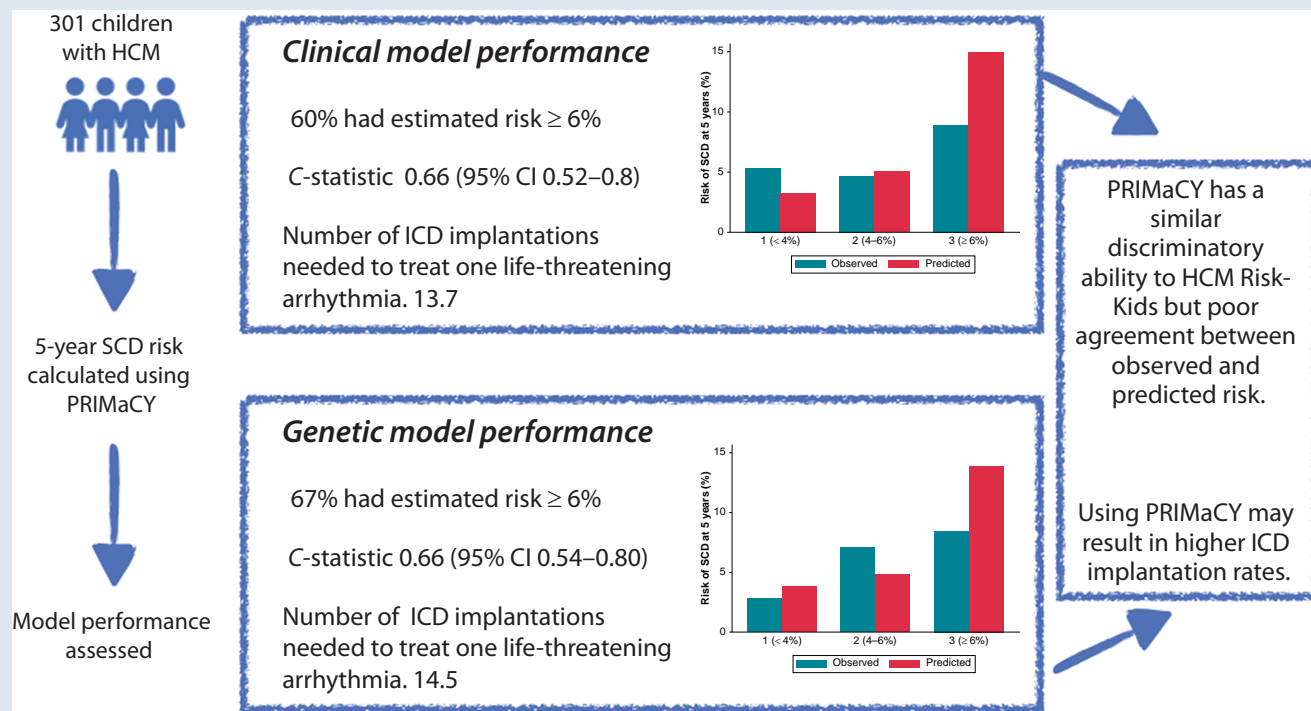 301 children
with HCM
5-year SCD risk
calculated using
PRIMaCY
Model performance
assessed
Clinical model performance
60% had estimated risk ≥ 6%
C-statistic 0.66 (95% CI 0.52–0.8)
Number of ICD implantations
needed to treat one life-threatening
arrhythmia. 13.7
Risk of SCD at 5 years (%)
15
10
5
0
1 (< 4%)
2 (4–6%)
3 (≥ 6%)
Observed
Predicted
Genetic model performance
67% had estimated risk ≥ 6%
C-statistic 0.66 (95% CI 0.54–0.80)
Number of ICD implantations
needed to treat one life-threatening
arrhythmia. 14.5
Risk of SCD at 5 years (%)
15
10
5
0
1 (< 4%)
2 (4–6%)
3 (≥ 6%)
Observed
Predicted
PRIMaCY has a
similar
discriminatory
ability to HCM Risk-
Kids but poor
agreement between
observed and
predicted risk.
Using PRIMaCY may
result in higher ICD
implantation rates.